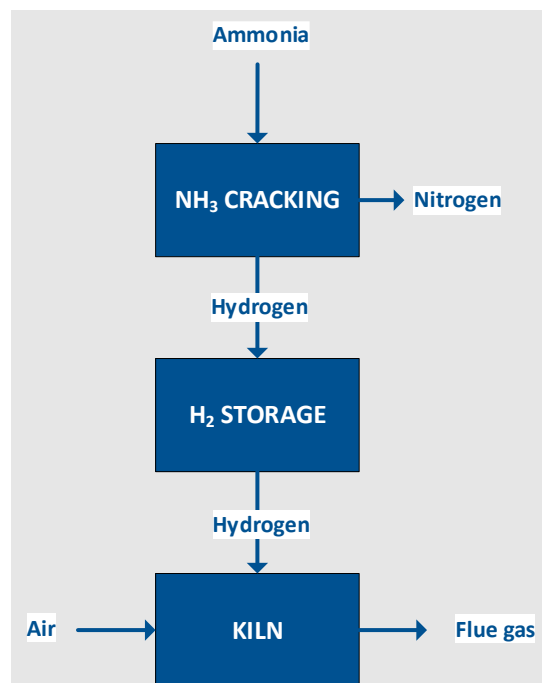 Ammonia
NH₃ CRACKING
Nitrogen
Hydrogen
H₂ STORAGE
Hydrogen
Air
KILN
Flue gas